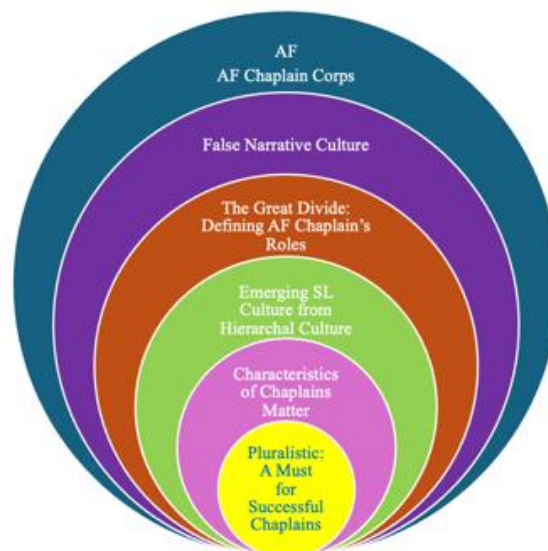 AF
AF Chaplain Corps
False Narrative Culture
The Great Divide:
Defining AF Chaplain's
Roles
Emerging SL
Culture from
Hierarchal Culture
Characteristics
of Chaplains
Matter
Pluralistic:
A Must
for
Successful
Chaplains